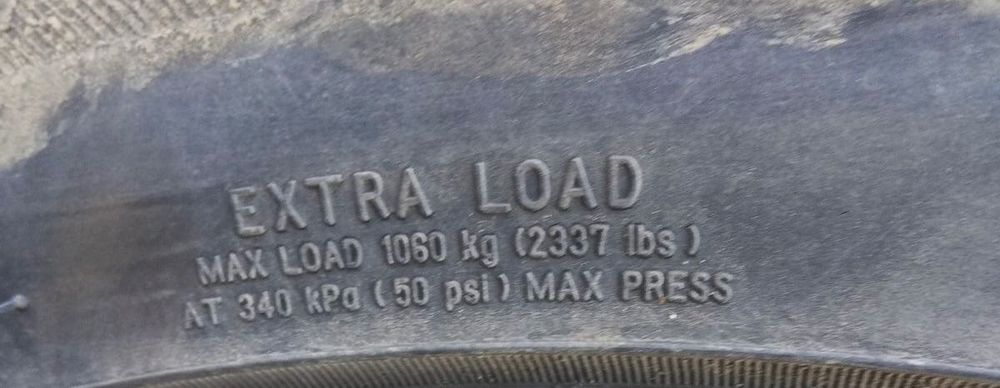 EXTRA LOAD
MAX LOAD 1060 kg (2337 lbs)
AT 340 kPa (50 psi) MAX PRESS